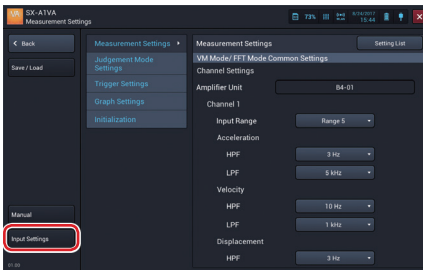 SX-A1VA
Measurement Settings
73%
8/24/2017
15:44
Back
Save / Load
Manual
Input Settings
Measurement Settings
Judgement Mode
Settings
Trigger Settings
Graph Settings
Initialization
Measurement Settings
Setting List
VM Mode/ FFT Mode Common Settings
Channel Settings
Amplifier Unit B4-01
Channel 1
Input Range Range 5
Acceleration
HPF 3 Hz
LPF 5 kHz
Velocity
HPF 10 Hz
LPF 1 kHz
Displacement
HPF 3 Hz